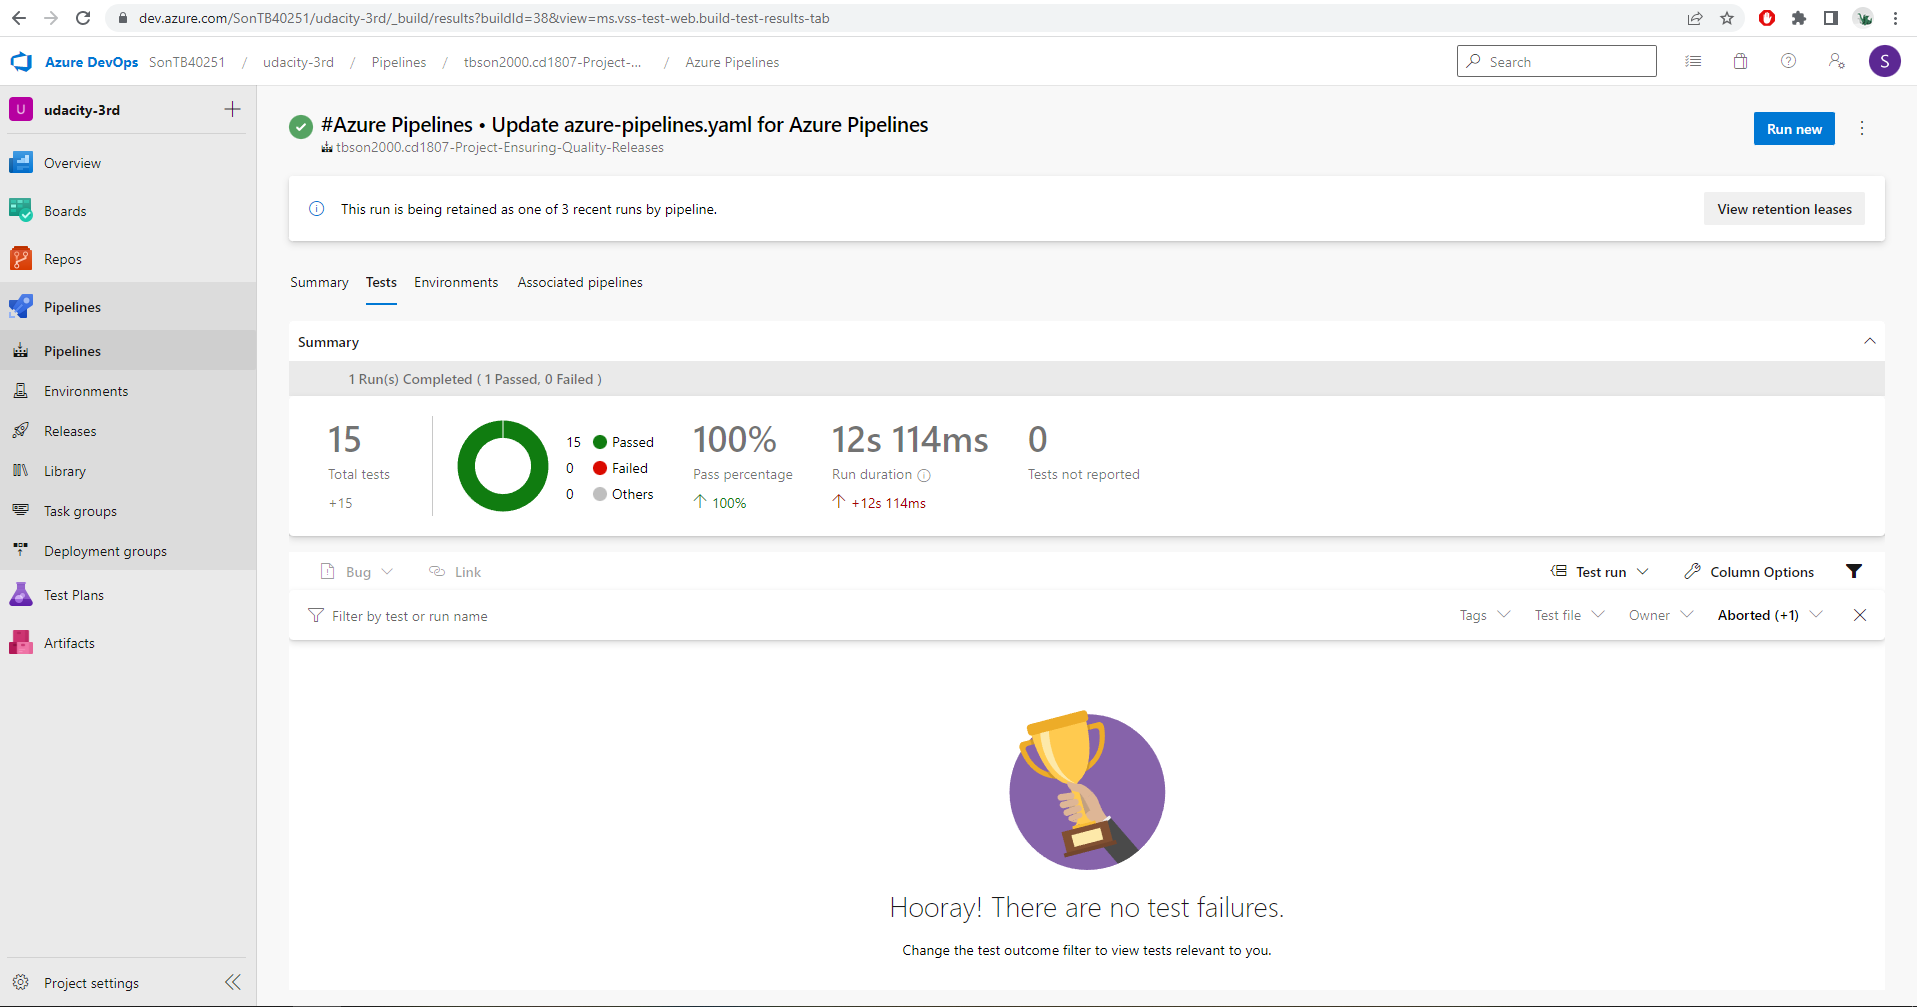 dev.azure.com/SonTB40251/udacity-3rd/_build/results?buildId=38&view=ms.vss-test-web.build-test-results-tab
Azure DevOps SonTB40251 / udacity-3rd / Pipelines / tbson2000.cd1807-Project-... / Azure Pipelines
Search
S
U udacity-3rd
Overview
Boards
Repos
Pipelines
Pipelines
Environments
Releases
Library
Task groups
Deployment groups
Test Plans
Artifacts
Project settings
#Azure Pipelines • Update azure-pipelines.yaml for Azure Pipelines
tbson2000.cd1807-Project-Ensuring-Quality-Releases
Run new
This run is being retained as one of 3 recent runs by pipeline.
View retention leases
Summary Tests Environments Associated pipelines
Summary
1 Run(s) Completed ( 1 Passed, 0 Failed )
15
Total tests
+15
15 Passed
0 Failed
0 Others
100%
Pass percentage
100%
12s 114ms
Run duration
+12s 114ms
0
Tests not reported
Bug Link
Test run Column Options
Filter by test or run name
Tags Test file Owner Aborted (+1)
Hooray! There are no test failures.
Change the test outcome filter to view tests relevant to you.